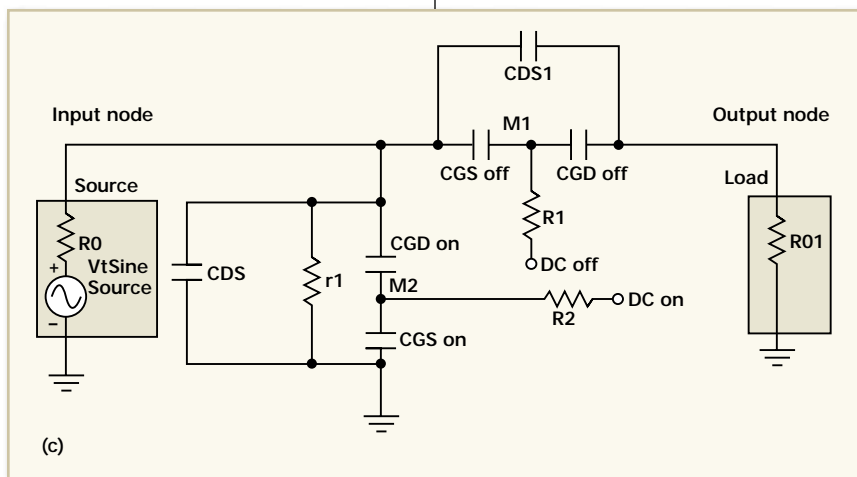 CDS1
Input node
M1
Output node
CGS off
CGD off
Source
Load
R0
R1
R01
+
VtSine
Source
−
CDS
r1
CGD on
DC off
M2
DC on
R2
CGS on
(c)